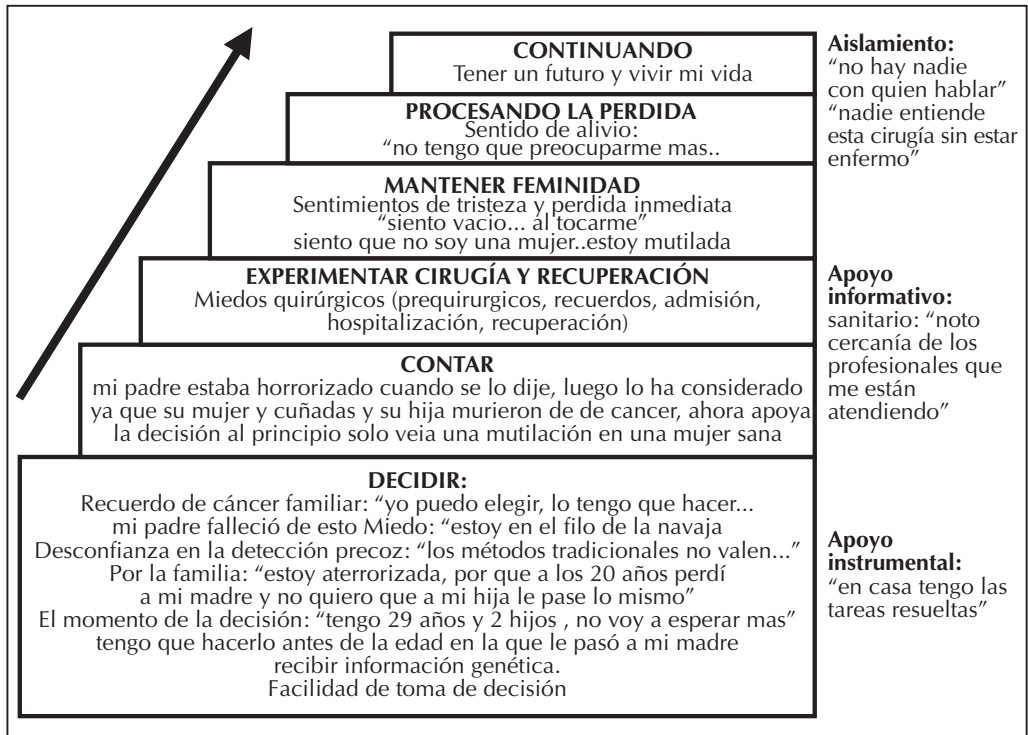 CONTINUANDO
Tener un futuro y vivir mi vida
PROCESANDO LA PERDIDA
Sentido de alivio:
“no tengo que preocuparme mas..
MANTENER FEMINIDAD
Sentimientos de tristeza y perdida inmediata
“siento vacio... al tocarme”
siento que no soy una mujer..estoy mutilada
EXPERIMENTAR CIRUGÍA Y RECUPERACIÓN
Miedos quirúrgicos (prequirurgicos, recuerdos, admisión,
hospitalización, recuperación)
CONTAR
mi padre estaba horrorizado cuando se lo dije, luego lo ha considerado
ya que su mujer y cuñadas y su hija murieron de de cancer, ahora apoya
la decisión al principio solo veia una mutilación en una mujer sana
DECIDIR:
Recuerdo de cáncer familiar: “yo puedo elegir, lo tengo que hacer...
mi padre falleció de esto Miedo: “estoy en el filo de la navaja
Desconfianza en la detección precoz: “los métodos tradicionales no valen...”
Por la familia: “estoy aterrorizada, por que a los 20 años perdí
a mi madre y no quiero que a mi hija le pase lo mismo”
El momento de la decisión: “tengo 29 años y 2 hijos , no voy a esperar mas”
tengo que hacerlo antes de la edad en la que le pasó a mi madre
recibir información genética.
Facilidad de toma de decisión
Aislamiento:
“no hay nadie
con quien hablar”
“nadie entiende
esta cirugía sin estar
enfermo”
Apoyo
informativo:
sanitario: “noto
cercanía de los
profesionales que
me están
atendiendo”
Apoyo
instrumental:
“en casa tengo las
tareas resueltas”